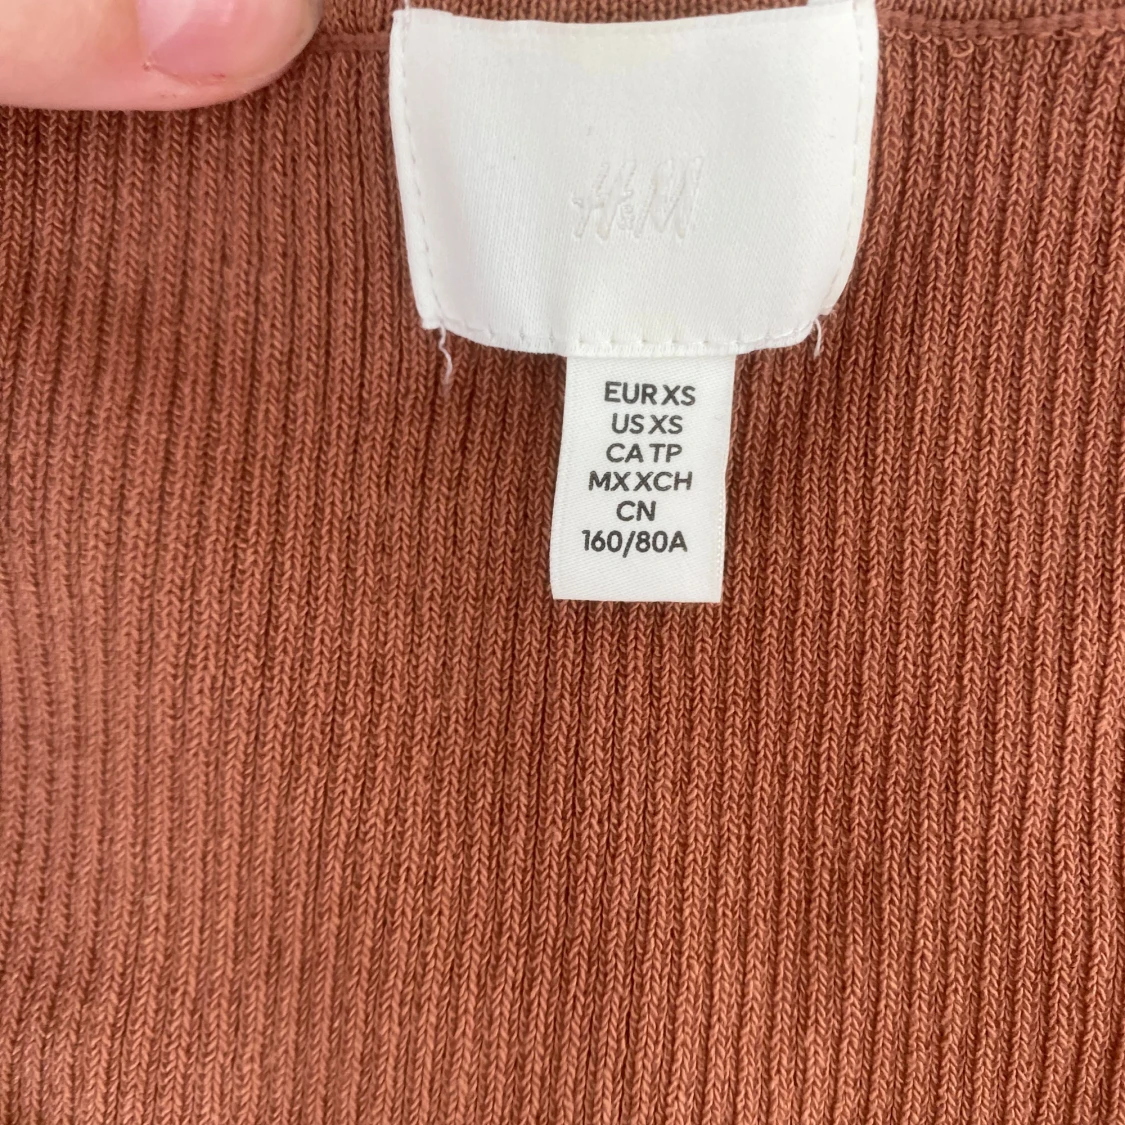 H&M
EUR XS
US XS
CA TP
MX XCH
CN
160/80A